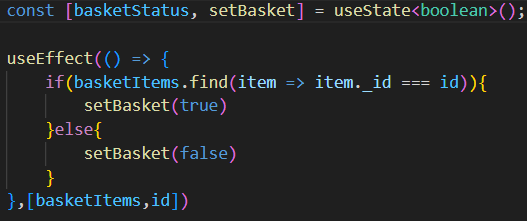 const [basketStatus, setBasket] = useState<boolean>();
useEffect(() => {
if(basketItems.find(item => item._id === id)){
setBasket(true)
}else{
setBasket(false)
}
},[basketItems,id])